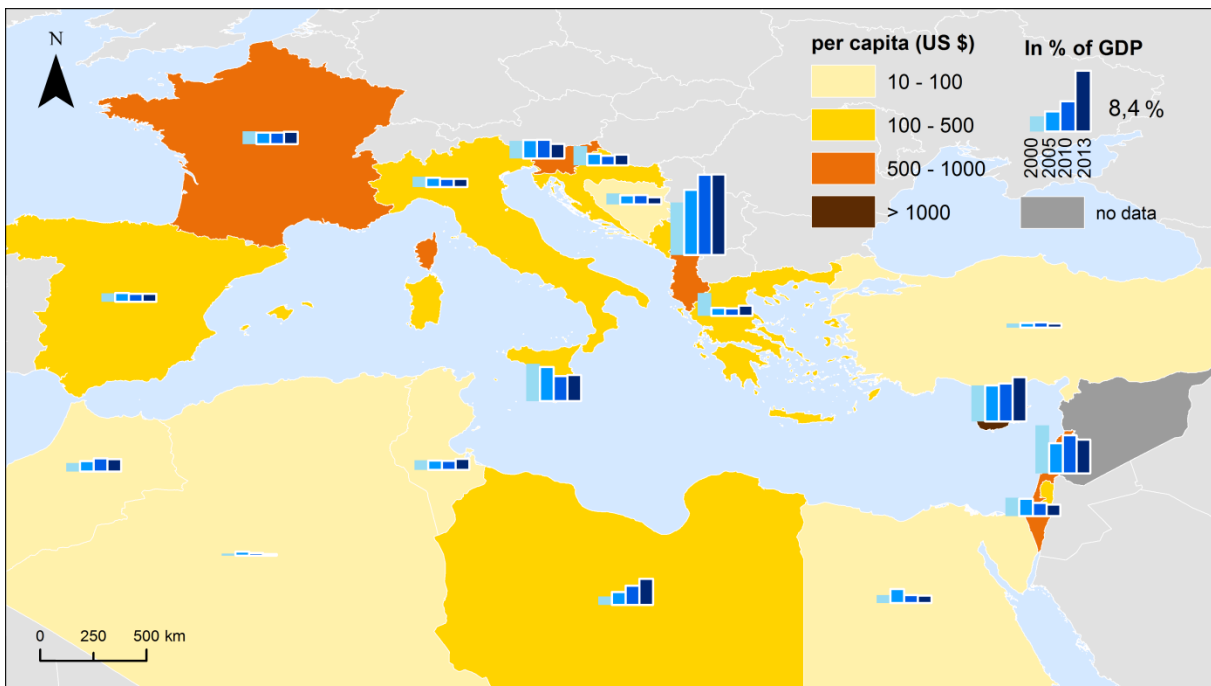 N
per capita (US $)
10 - 100
100 - 500
500 - 1000
> 1000
In % of GDP
8,4 %
2000
2005
2010
2013
no data
0 250 500 km